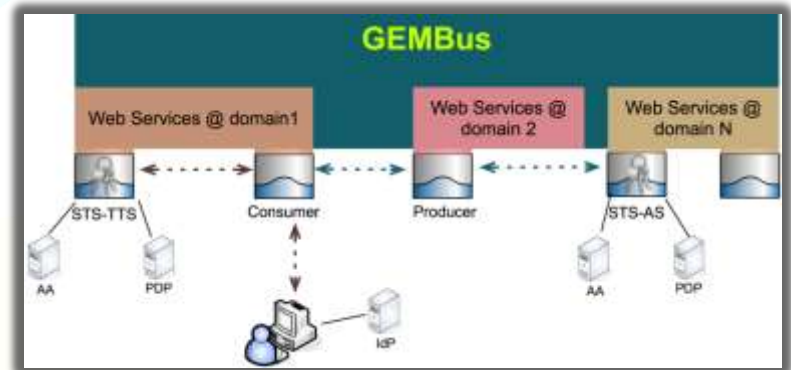 GEMBus
Web Services @ domain1
Web Services @
domain 2
Web Services @
domain N
STS-TTS
Consumer
Producer
STS-AS
AA
PDP
AA
PDP
IdP